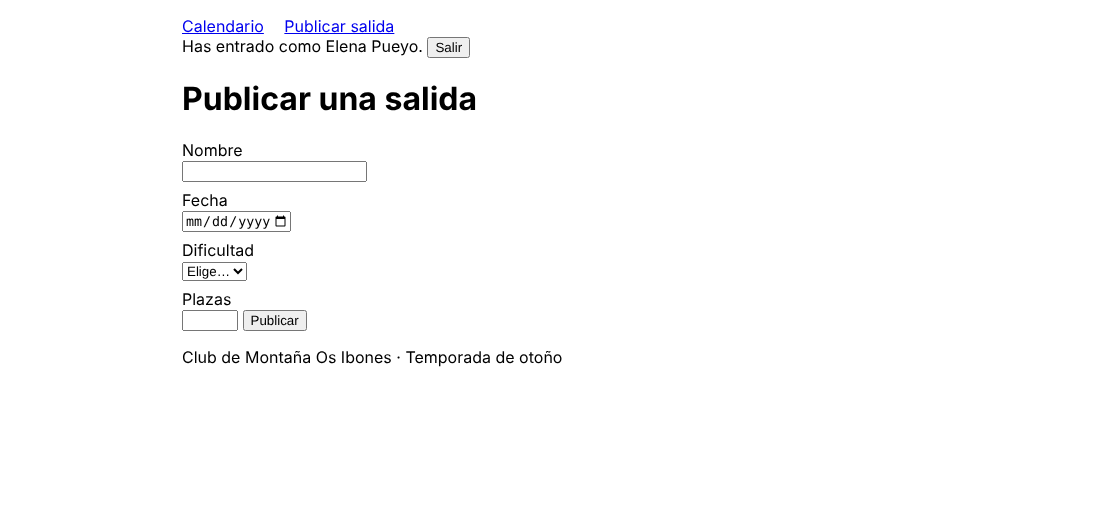 Calendario Publicar salida
Has entrado como Elena Pueyo. Salir
Publicar una salida
Nombre
Fecha
mm/dd/yyyy
Dificultad
Elige…
Plazas
Publicar
Club de Montaña Os Ibones · Temporada de otoño